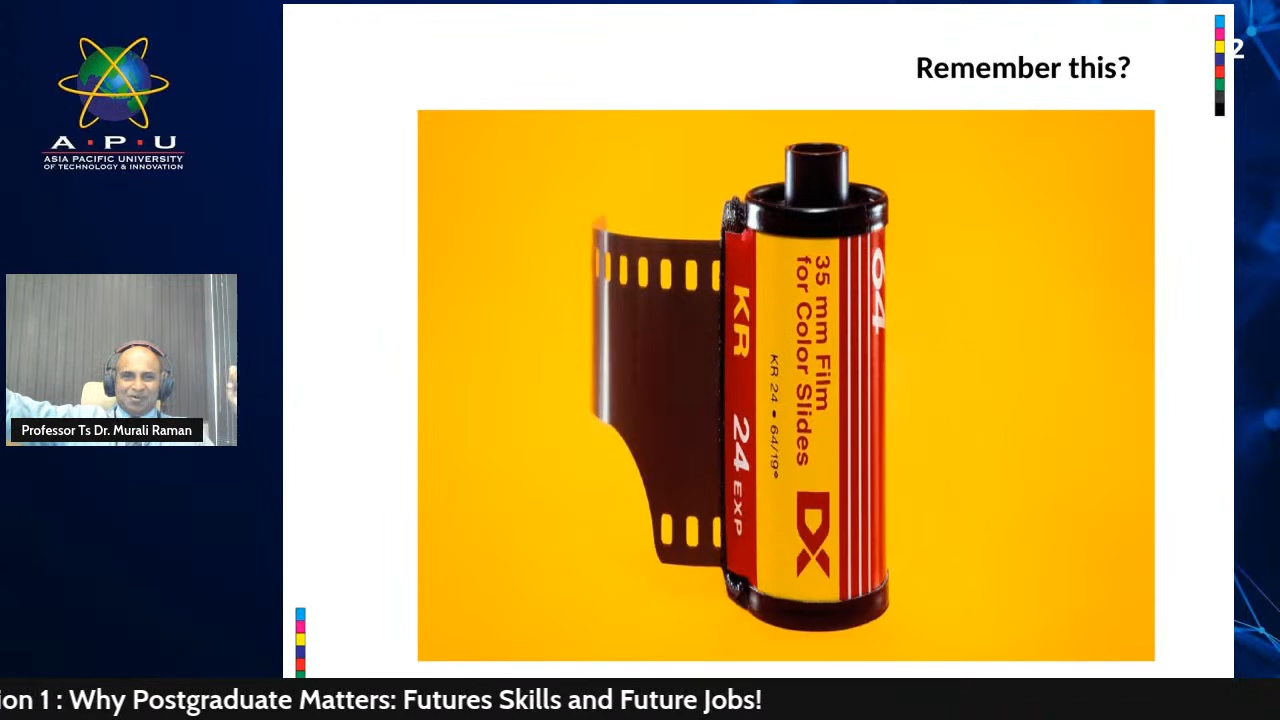 A · P · U
ASIA PACIFIC UNIVERSITY
OF TECHNOLOGY & INNOVATION
Remember this?
2
64
35 mm Film
for Color Slides
KR 24 • 64/19°
DX
KR 24 EXP
Professor Ts Dr. Murali Raman
ion 1 : Why Postgraduate Matters: Futures Skills and Future Jobs!